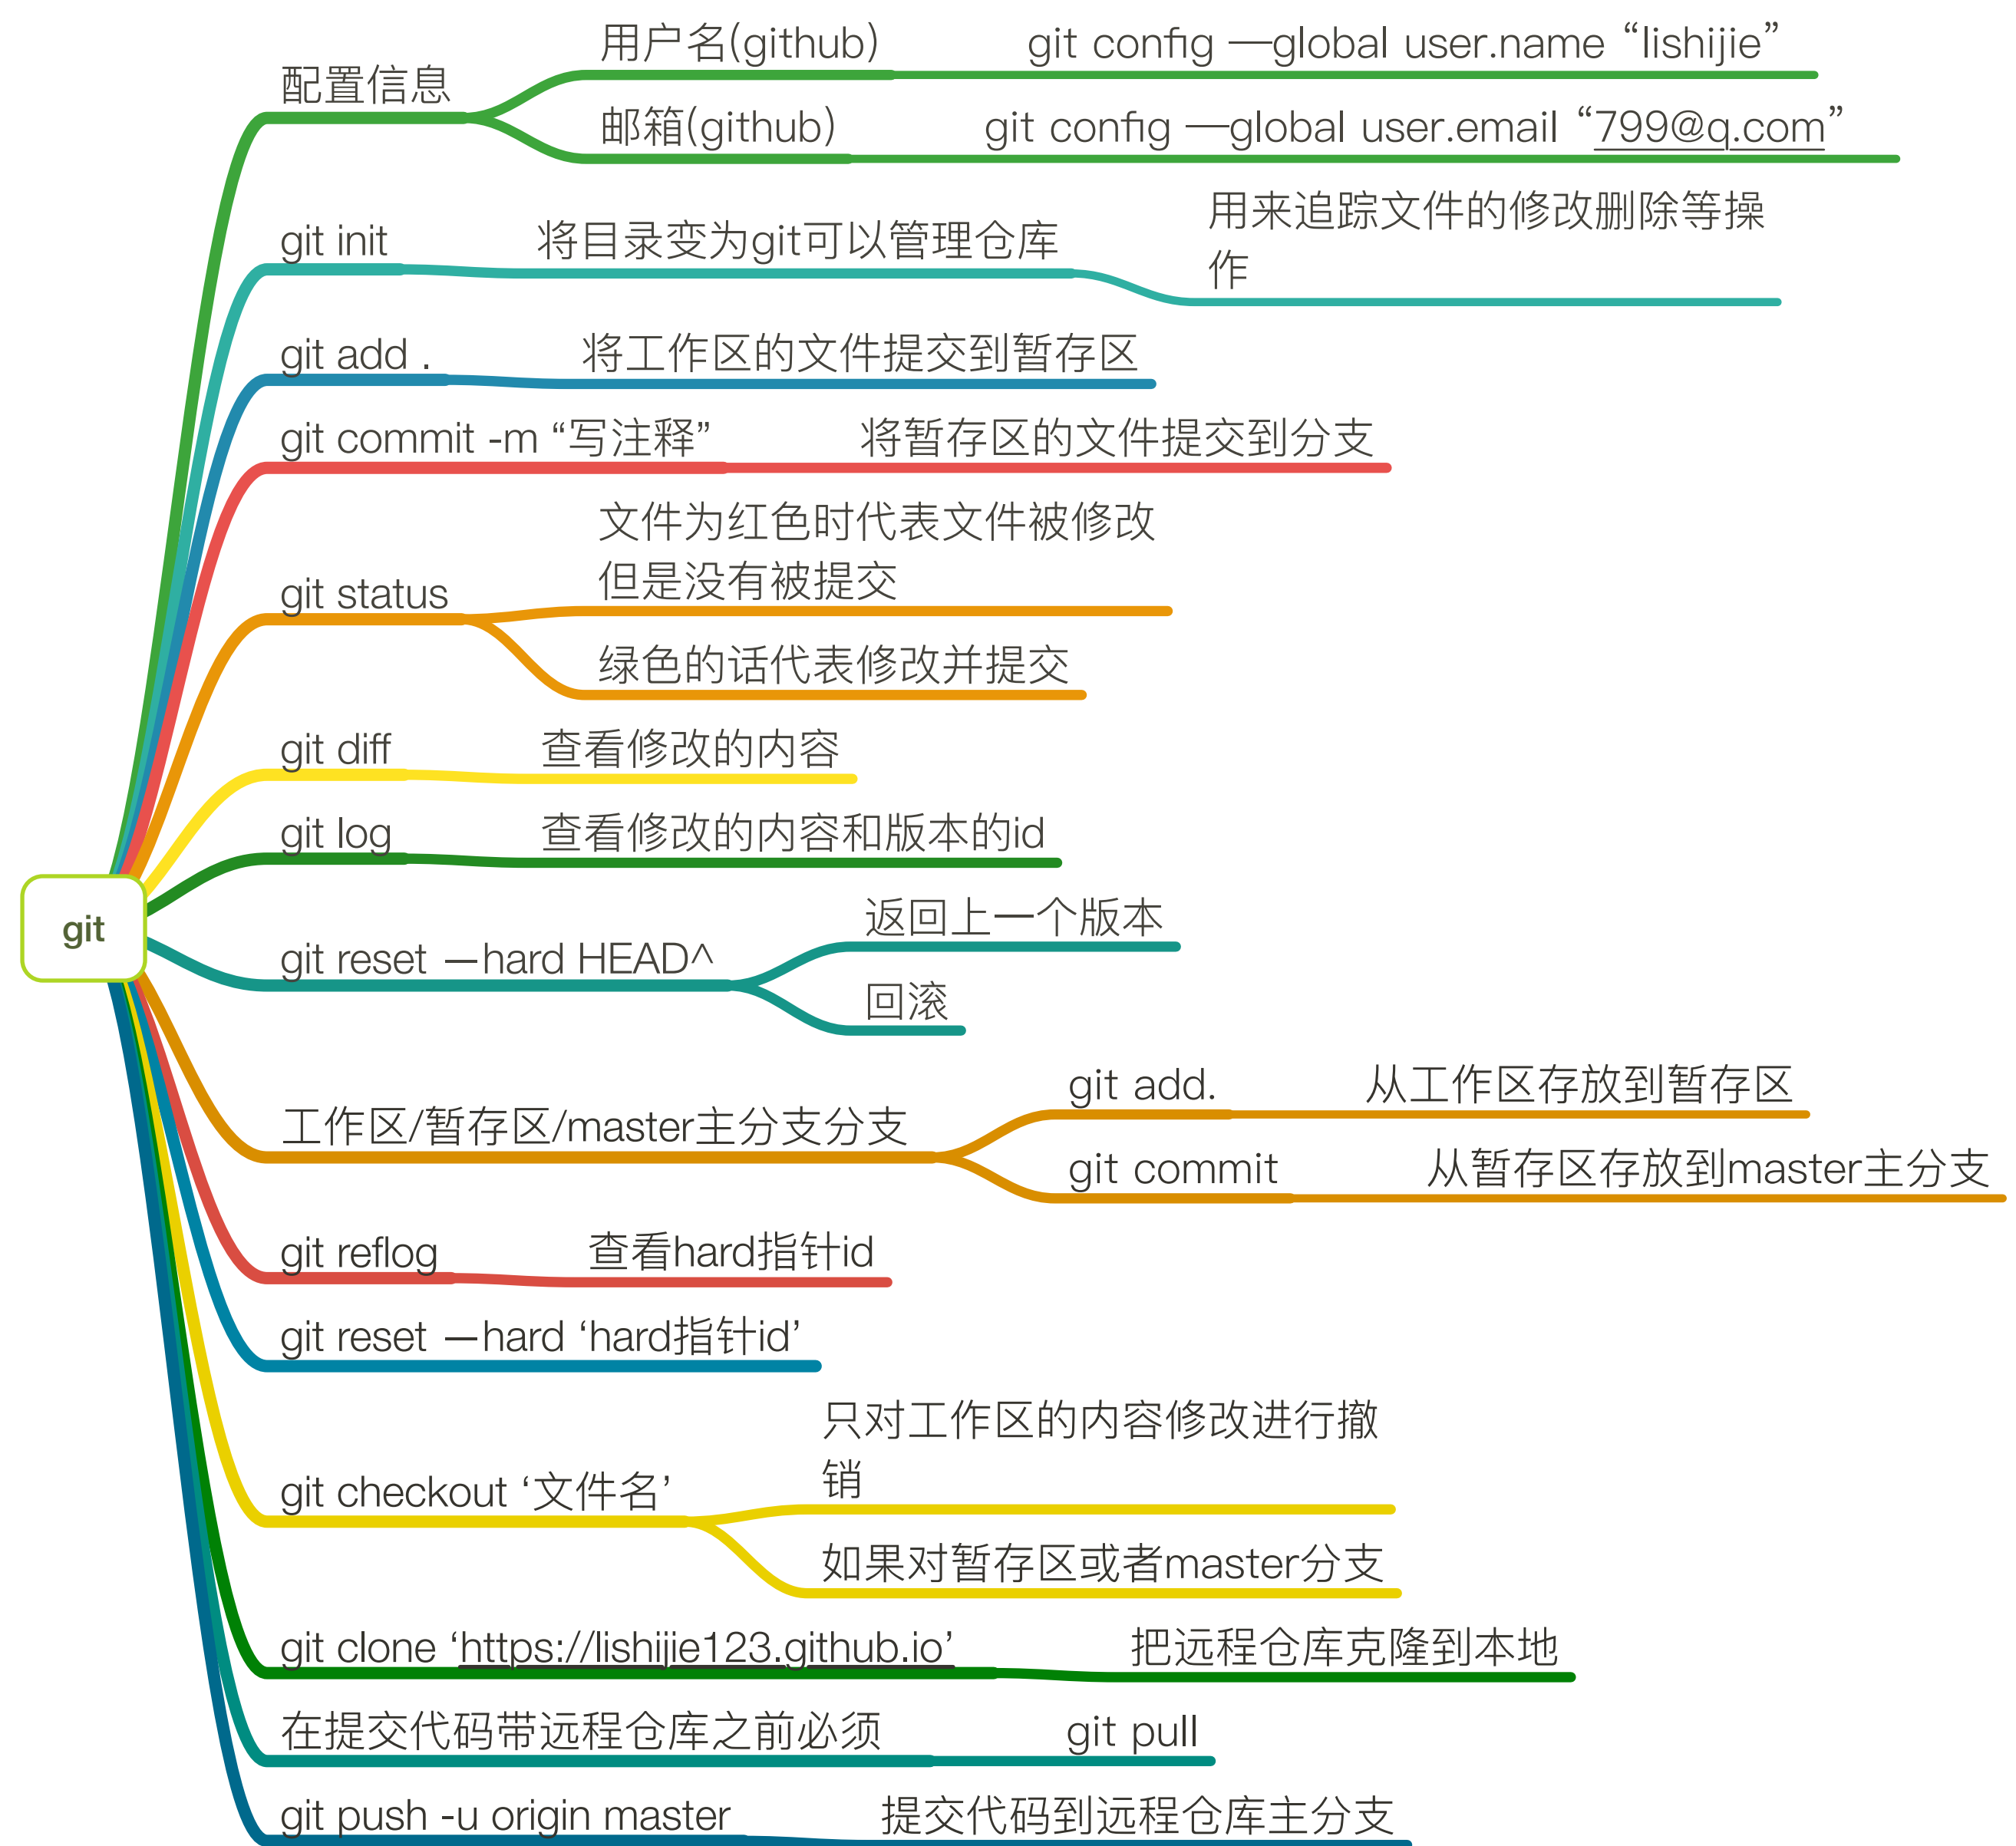 配置信息
用户名(github)
git config —global user.name “lishijie”
邮箱(github)
git config —global user.email “799@q.com”
git init
将目录变为git可以管理仓库
用来追踪文件的修改删除等操
作
git add .
将工作区的文件提交到暂存区
git commit -m “写注释”
将暂存区的文件提交到分支
git status
文件为红色时代表文件被修改
但是没有被提交
绿色的话代表修改并提交
git diff
查看修改的内容
git log
查看修改的内容和版本的id
git
git reset —hard HEAD^
返回上一个版本
回滚
工作区/暂存区/master主分支分支
git add.
从工作区存放到暂存区
git commit
从暂存区存放到master主分支
git reflog
查看hard指针id
git reset —hard ‘hard指针id’
git checkout ‘文件名’
只对工作区的内容修改进行撤
销
如果对暂存区或者master分支
git clone ‘https://lishijie123.github.io’
把远程仓库克隆到本地
在提交代码带远程仓库之前必须
git pull
git push -u origin master
提交代码到远程仓库主分支